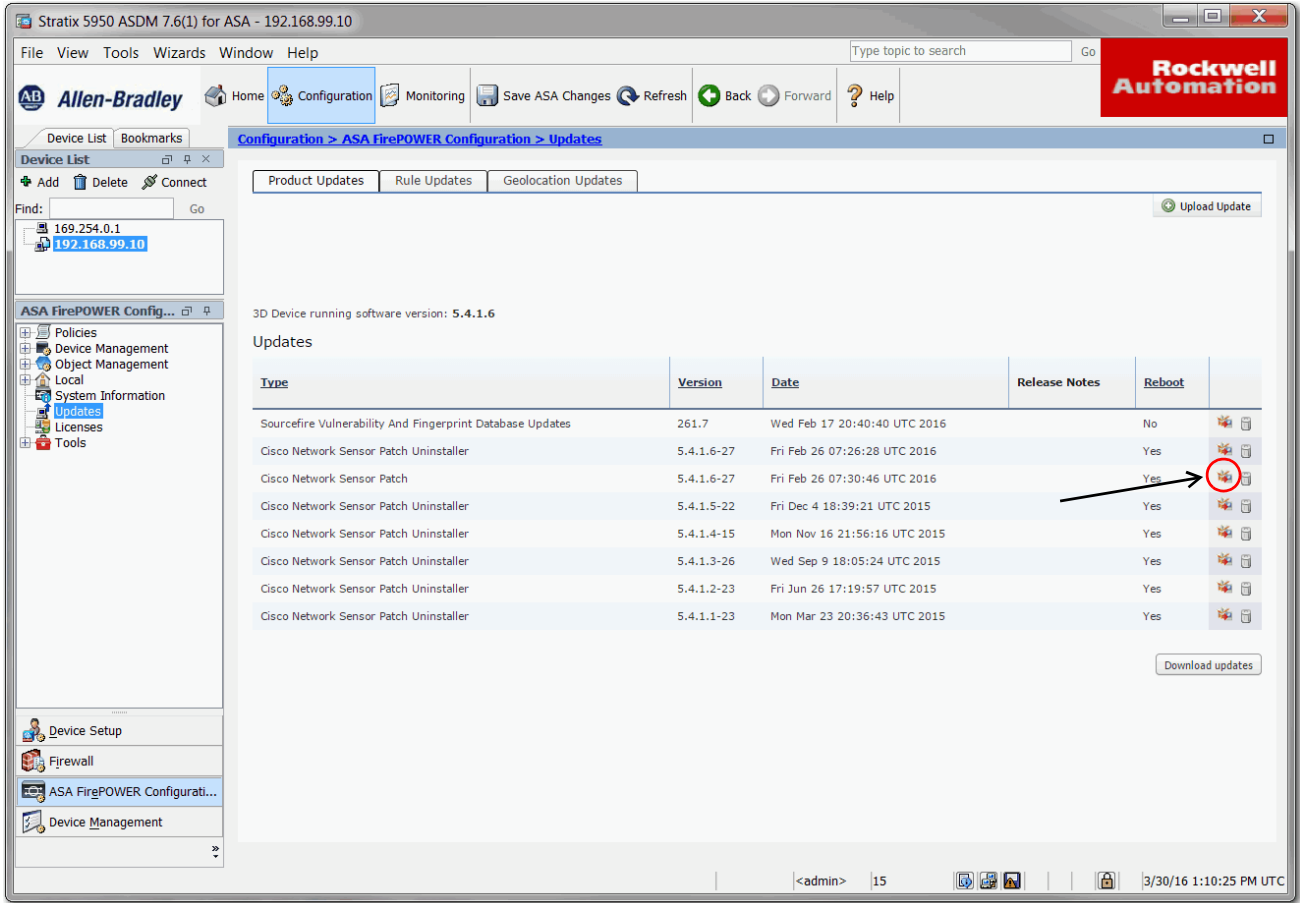 Stratix 5950 ASDM 7.6(1) for ASA - 192.168.99.10
File View Tools Wizards Window Help
Type topic to search
Go
Rockwell
Automation
AB
Allen-Bradley
Home
Configuration
Monitoring
Save ASA Changes
Refresh
Back
Forward
Help
Device List
Bookmarks
Configuration > ASA FirePOWER Configuration > Updates
Device List
Add
Delete
Connect
Find:
Go
169.254.0.1
192.168.99.10
ASA FirePOWER Config...
Policies
Device Management
Object Management
Local
System Information
Updates
Licenses
Tools
Device Setup
Firewall
ASA FirePOWER Configurati...
Device Management
Product Updates
Rule Updates
Geolocation Updates
Upload Update
3D Device running software version: 5.4.1.6
Updates
Type Version Date Release Notes Reboot
Sourcefire Vulnerability And Fingerprint Database Updates 261.7 Wed Feb 17 20:40:40 UTC 2016 No
Cisco Network Sensor Patch Uninstaller 5.4.1.6-27 Fri Feb 26 07:26:28 UTC 2016 Yes
Cisco Network Sensor Patch 5.4.1.6-27 Fri Feb 26 07:30:46 UTC 2016 Yes
Cisco Network Sensor Patch Uninstaller 5.4.1.5-22 Fri Dec 4 18:39:21 UTC 2015 Yes
Cisco Network Sensor Patch Uninstaller 5.4.1.4-15 Mon Nov 16 21:56:16 UTC 2015 Yes
Cisco Network Sensor Patch Uninstaller 5.4.1.3-26 Wed Sep 9 18:05:24 UTC 2015 Yes
Cisco Network Sensor Patch Uninstaller 5.4.1.2-23 Fri Jun 26 17:19:57 UTC 2015 Yes
Cisco Network Sensor Patch Uninstaller 5.4.1.1-23 Mon Mar 23 20:36:43 UTC 2015 Yes
Download updates
<admin> 15 3/30/16 1:10:25 PM UTC